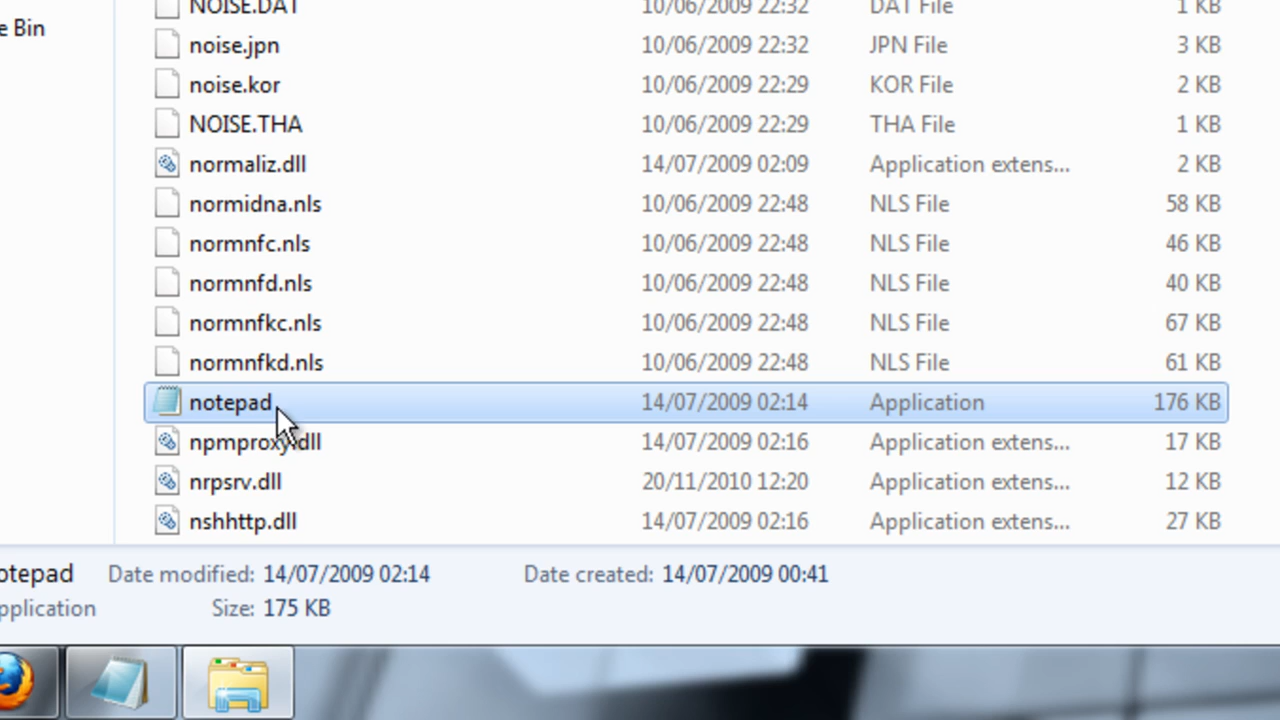 NOISE.DAT 10/06/2009 22:32 DAT File 1 KB
e Bin
noise.jpn 10/06/2009 22:32 JPN File 3 KB
noise.kor 10/06/2009 22:29 KOR File 2 KB
NOISE.THA 10/06/2009 22:29 THA File 1 KB
normaliz.dll 14/07/2009 02:09 Application extens... 2 KB
normidna.nls 10/06/2009 22:48 NLS File 58 KB
normnfc.nls 10/06/2009 22:48 NLS File 46 KB
normnfd.nls 10/06/2009 22:48 NLS File 40 KB
normnfkc.nls 10/06/2009 22:48 NLS File 67 KB
normnfkd.nls 10/06/2009 22:48 NLS File 61 KB
notepad 14/07/2009 02:14 Application 176 KB
npmproxy.dll 14/07/2009 02:16 Application extens... 17 KB
nrpsrv.dll 20/11/2010 12:20 Application extens... 12 KB
nshhttp.dll 14/07/2009 02:16 Application extens... 27 KB
otepad Date modified: 14/07/2009 02:14 Date created: 14/07/2009 00:41
pplication Size: 175 KB